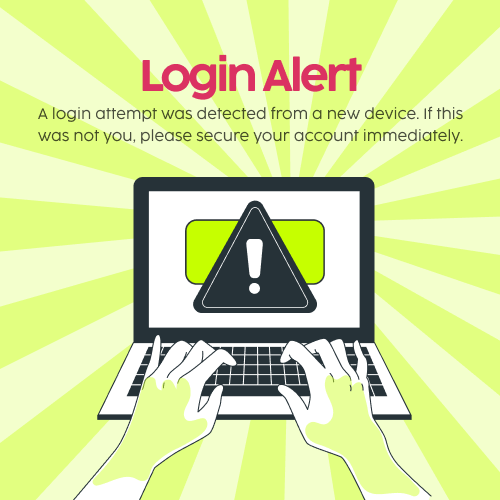 Login Alert
A login attempt was detected from a new device. If this
was not you, please secure your account immediately.
!